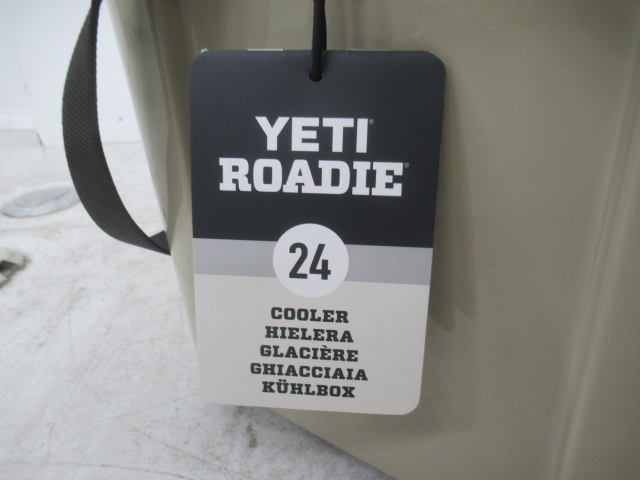 YETI
ROADIE
24
COOLER
HIELERA
GLACIÈRE
GHIACCIAIA
KÜHLBOX